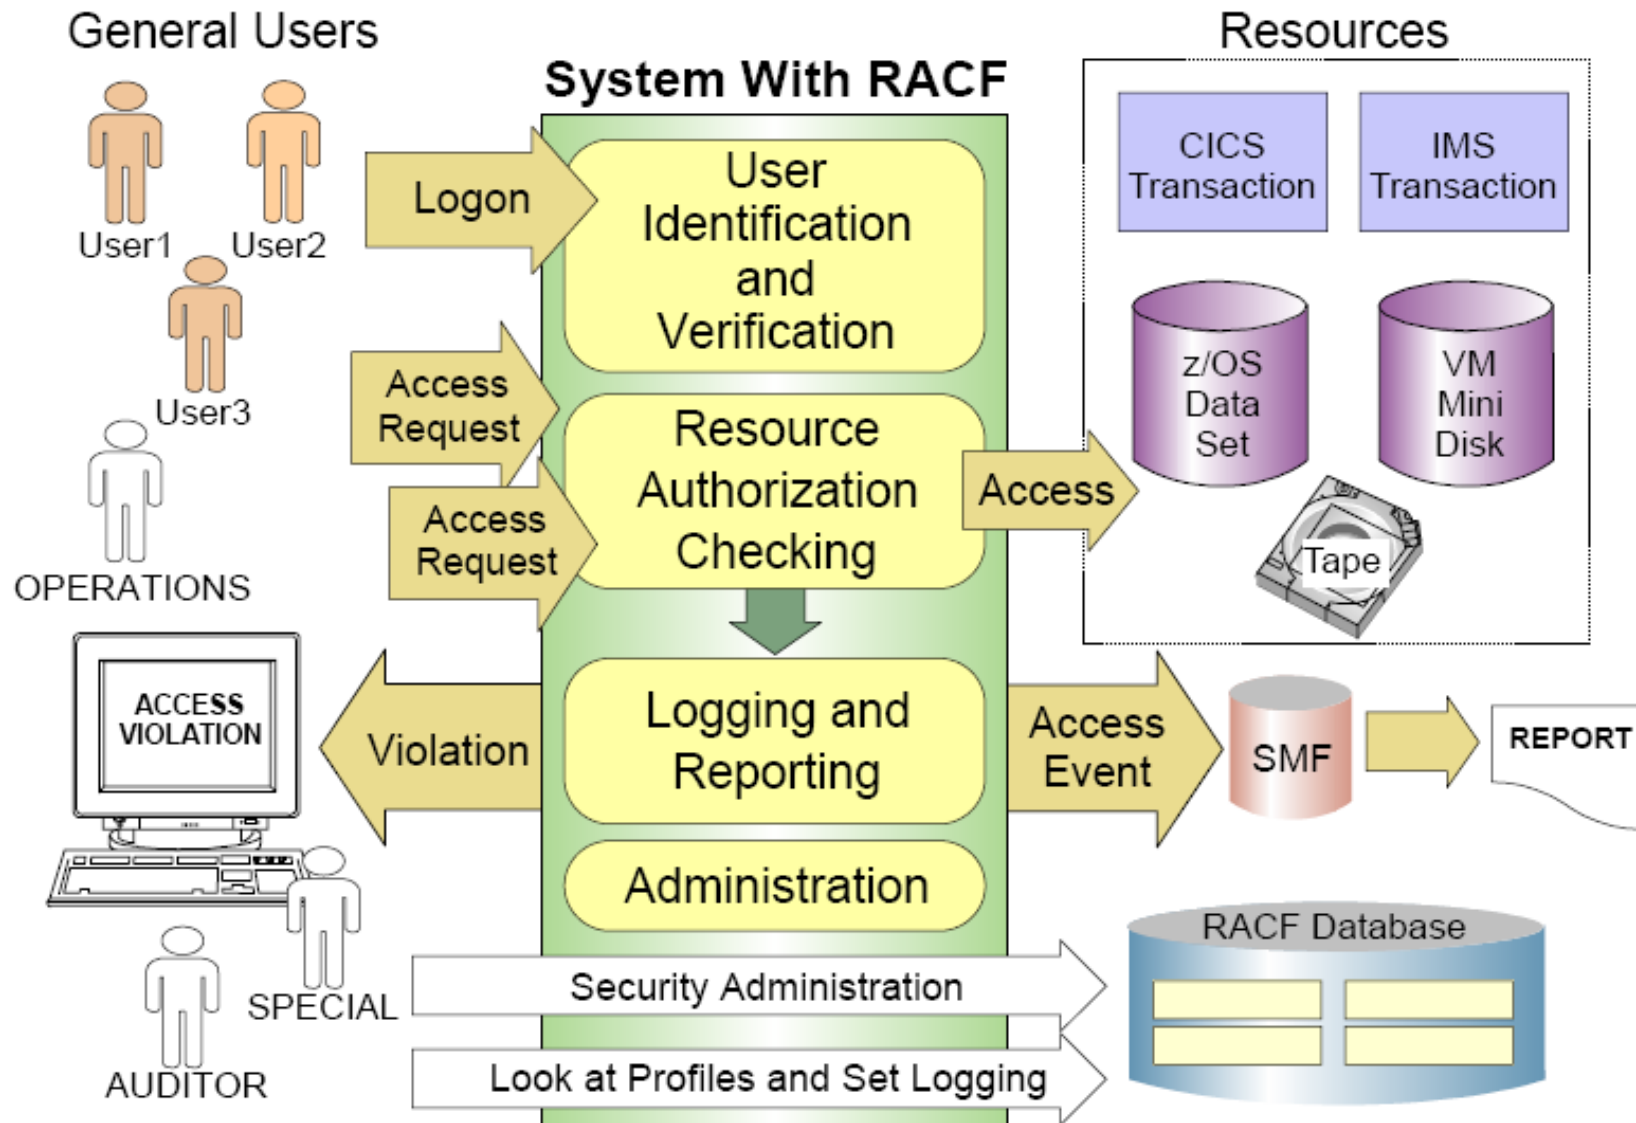 General Users
Resources
System With RACF
User1
User2
User3
OPERATIONS
Logon
User
Identification
and
Verification
Access
Request
Access
Request
Resource
Authorization
Checking
Access
CICS
Transaction
IMS
Transaction
z/OS
Data
Set
VM
Mini
Disk
Tape
ACCESS
VIOLATION
Violation
Logging and
Reporting
Access
Event
SMF
REPORT
Administration
SPECIAL
AUDITOR
Security Administration
Look at Profiles and Set Logging
RACF Database